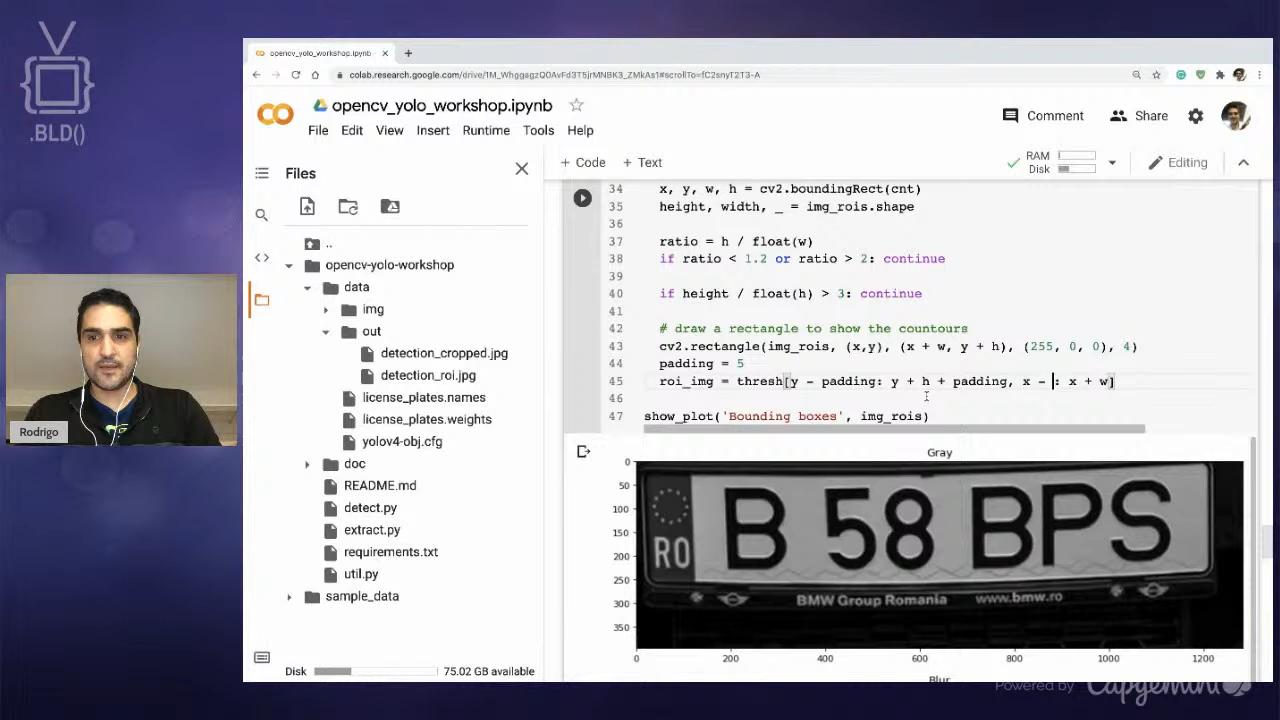 .BLD()
opencv_yolo_workshop.ipynb
colab.research.google.com/drive/1M_WhggagzQ0AvFd3T5jrMNBK3_ZMkAs1#scrollTo=fC2snyT2T3-A
opencv_yolo_workshop.ipynb
File Edit View Insert Runtime Tools Help
Comment Share
Files
+ Code + Text
RAM
Disk
Editing
..
opencv-yolo-workshop
data
img
out
detection_cropped.jpg
detection_roi.jpg
license_plates.names
license_plates.weights
yolov4-obj.cfg
doc
README.md
detect.py
extract.py
requirements.txt
util.py
sample_data
Disk 75.02 GB available
34 x, y, w, h = cv2.boundingRect(cnt)
35 height, width, _ = img_rois.shape
36
37 ratio = h / float(w)
38 if ratio < 1.2 or ratio > 2: continue
39
40 if height / float(h) > 3: continue
41
42 # draw a rectangle to show the countours
43 cv2.rectangle(img_rois, (x,y), (x + w, y + h), (255, 0, 0), 4)
44 padding = 5
45 roi_img = thresh[y - padding: y + h + padding, x - : x + w]
46
47 show_plot('Bounding boxes', img_rois)
Gray
0
50
100
150
200
250
300
350
RO
B 58 BPS
BMW Group Romania www.bmw.ro
0 200 400 600 800 1000 1200
Blur
Rodrigo
Powered by Capgemini